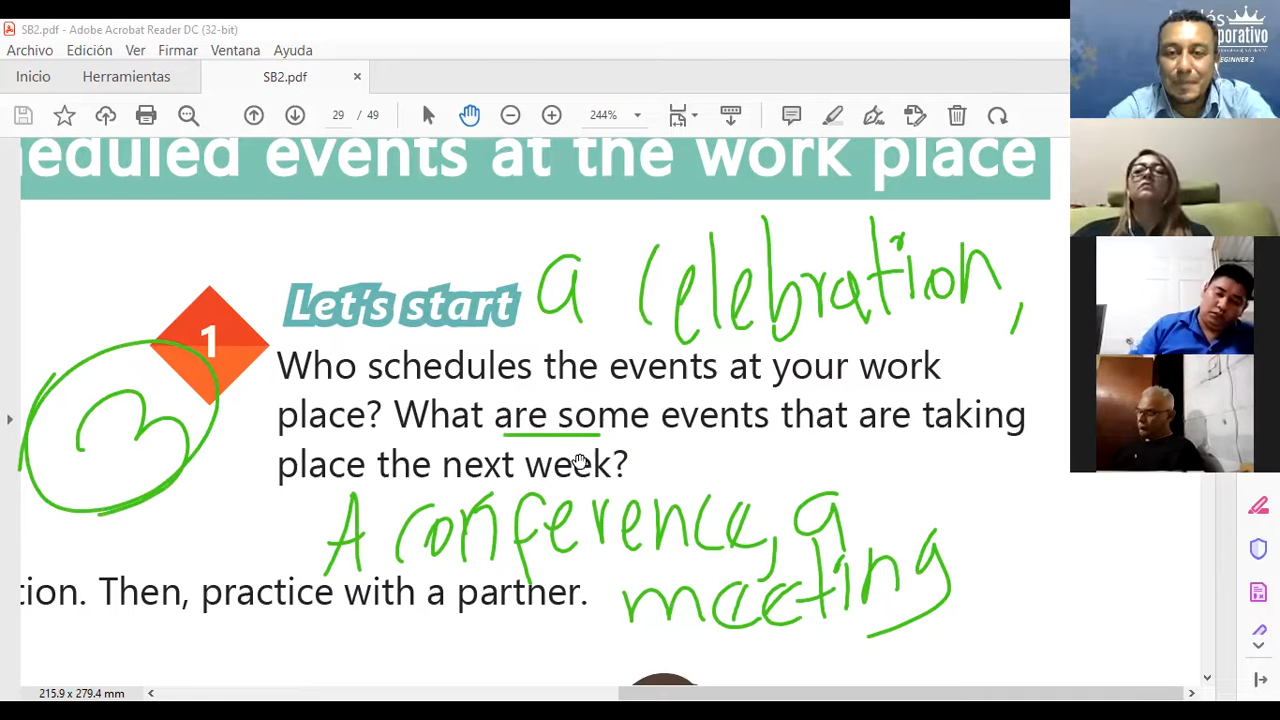 SB2.pdf - Adobe Acrobat Reader DC (32-bit)
Archivo Edición Ver Firmar Ventana Ayuda
Inicio Herramientas SB2.pdf ×
29 / 49 244%
eduled events at the work place
a celebration,
Let's start
1
Who schedules the events at your work
place? What are some events that are taking
place the next week?
3
A conference, a
meeting
tion. Then, practice with a partner.
215.9 x 279.4 mm
EGINNER 2